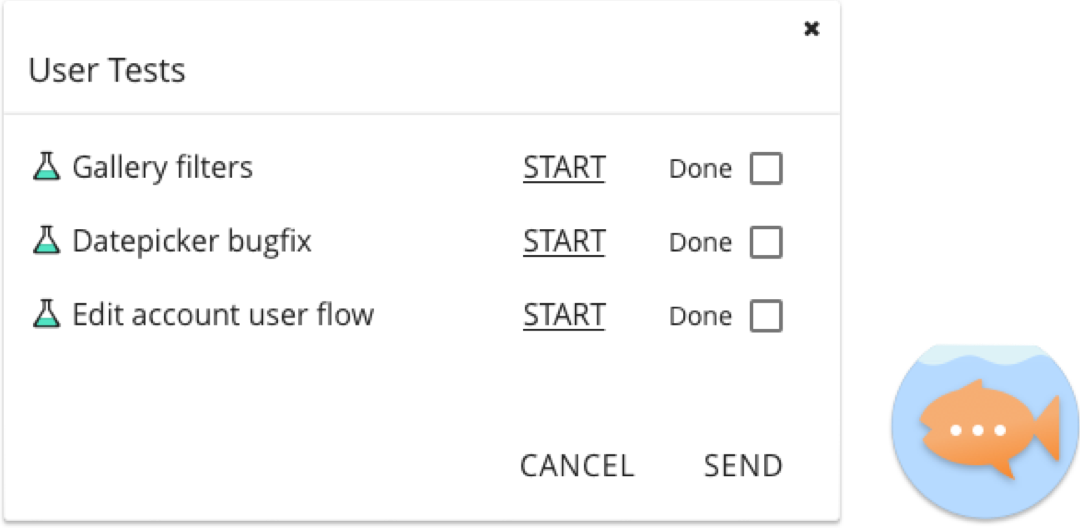 User Tests
Gallery filters START Done
Datepicker bugfix START Done
Edit account user flow START Done
CANCEL SEND